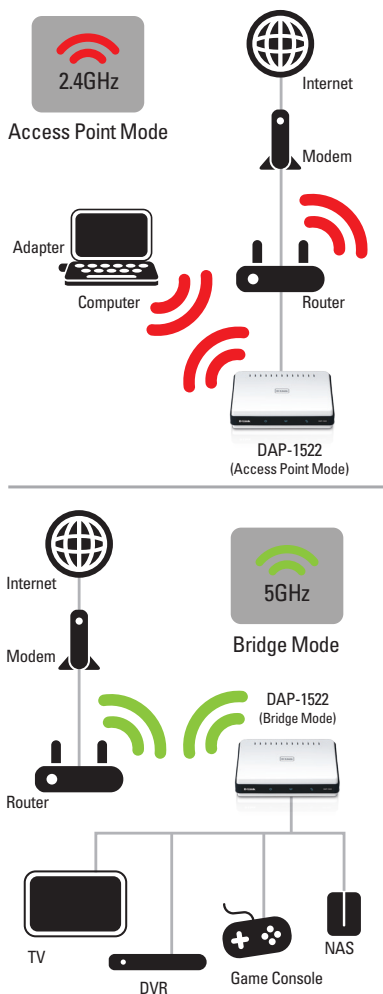 2.4GHz
Access Point Mode
Internet
Modem
Adapter
Computer
Router
DAP-1522
(Access Point Mode)
Internet
5GHz
Bridge Mode
Modem
DAP-1522
(Bridge Mode)
Router
TV
DVR
Game Console
NAS